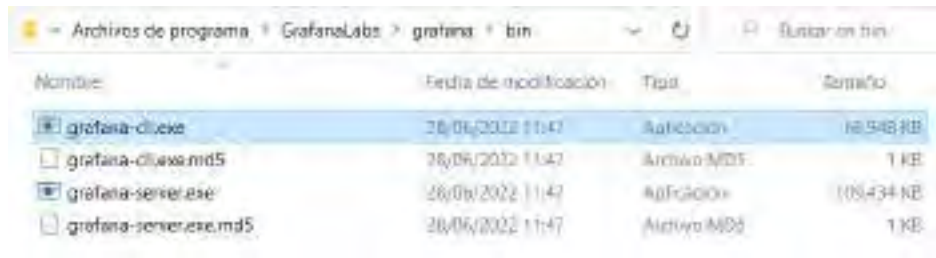 Archivos de programa > GrafanaLabs > grafana > bin Buscar en bin
Nombre Fecha de modificación Tipo Tamaño
grafana-cli.exe 28/06/2022 11:47 Aplicación KB
grafana-cli.exe.md5 28/06/2022 11:47 Archivo MD5 1 KB
grafana-server.exe 28/06/2022 11:47 Aplicación 109.434 KB
grafana-server.exe.md5 28/06/2022 11:47 Archivo MD5 1 KB